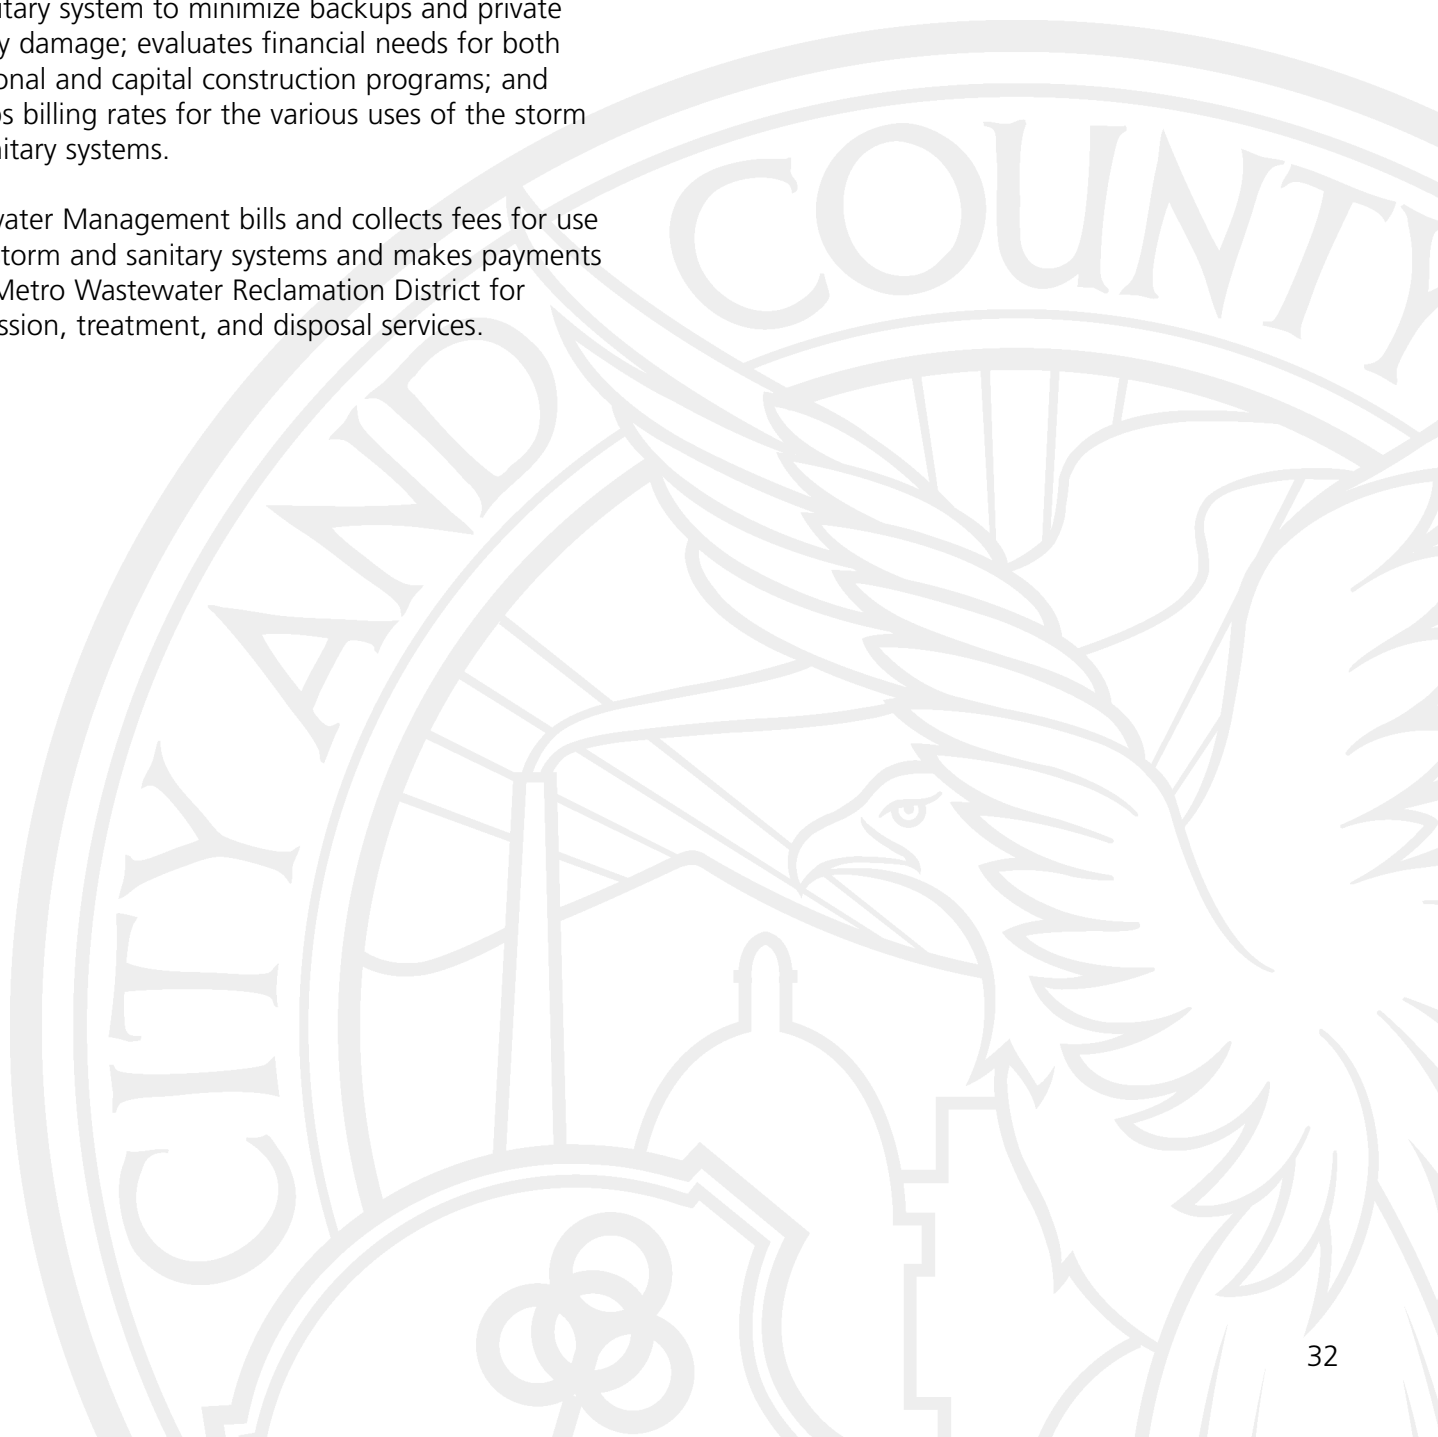 itary system to minimize backups and private
y damage; evaluates financial needs for both
onal and capital construction programs; and
os billing rates for the various uses of the storm
nitary systems.
water Management bills and collects fees for use
storm and sanitary systems and makes payments
Metro Wastewater Reclamation District for
ssion, treatment, and disposal services.
CITY AND COUNTY
32